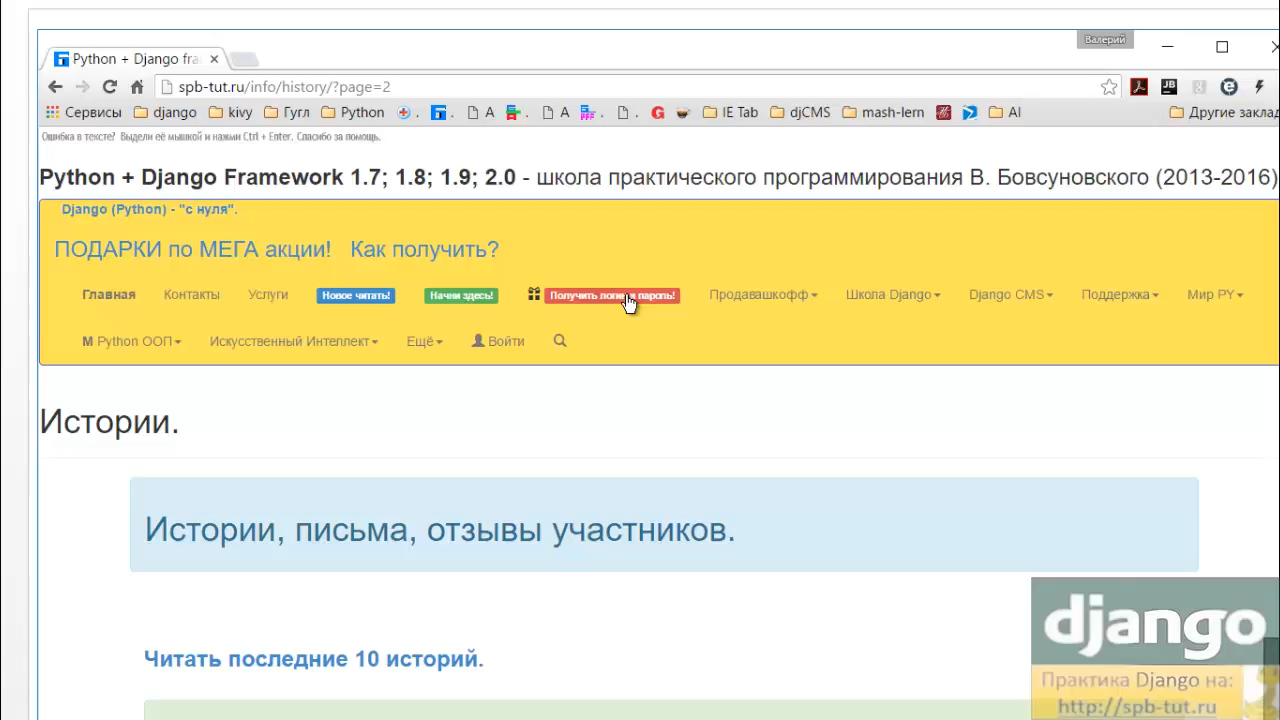 Валерий
Python + Django fra
spb-tut.ru/info/history/?page=2
Сервисы django kivy Гугл Python A A G IE Tab djCMS mash-lern AI Другие заклад
Ошибка в тексте? Выдели её мышкой и нажми Ctrl + Enter. Спасибо за помощь.
Python + Django Framework 1.7; 1.8; 1.9; 2.0 - школа практического программирования В. Бовсуновского (2013-2016)
Django (Python) - "с нуля".
ПОДАРКИ по МЕГА акции! Как получить?
Главная Контакты Услуги Новое читать! Начни здесь! Получить логин и пароль! Продавашкофф Школа Django Django CMS Поддержка Мир PY
М Python ООП Искусственный Интеллект Ещё Войти
Истории.
Истории, письма, отзывы участников.
Читать последние 10 историй.
django
Практика Django на:
http://spb-tut.ru